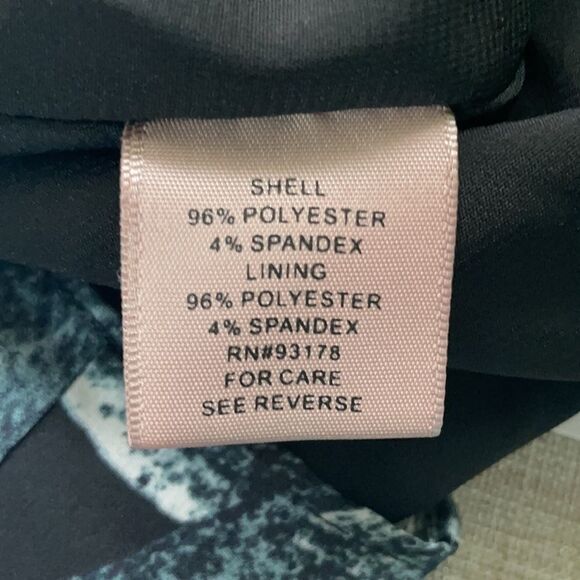 SHELL
96% POLYESTER
4% SPANDEX
LINING
96% POLYESTER
4% SPANDEX
RN#93178
FOR CARE
SEE REVERSE